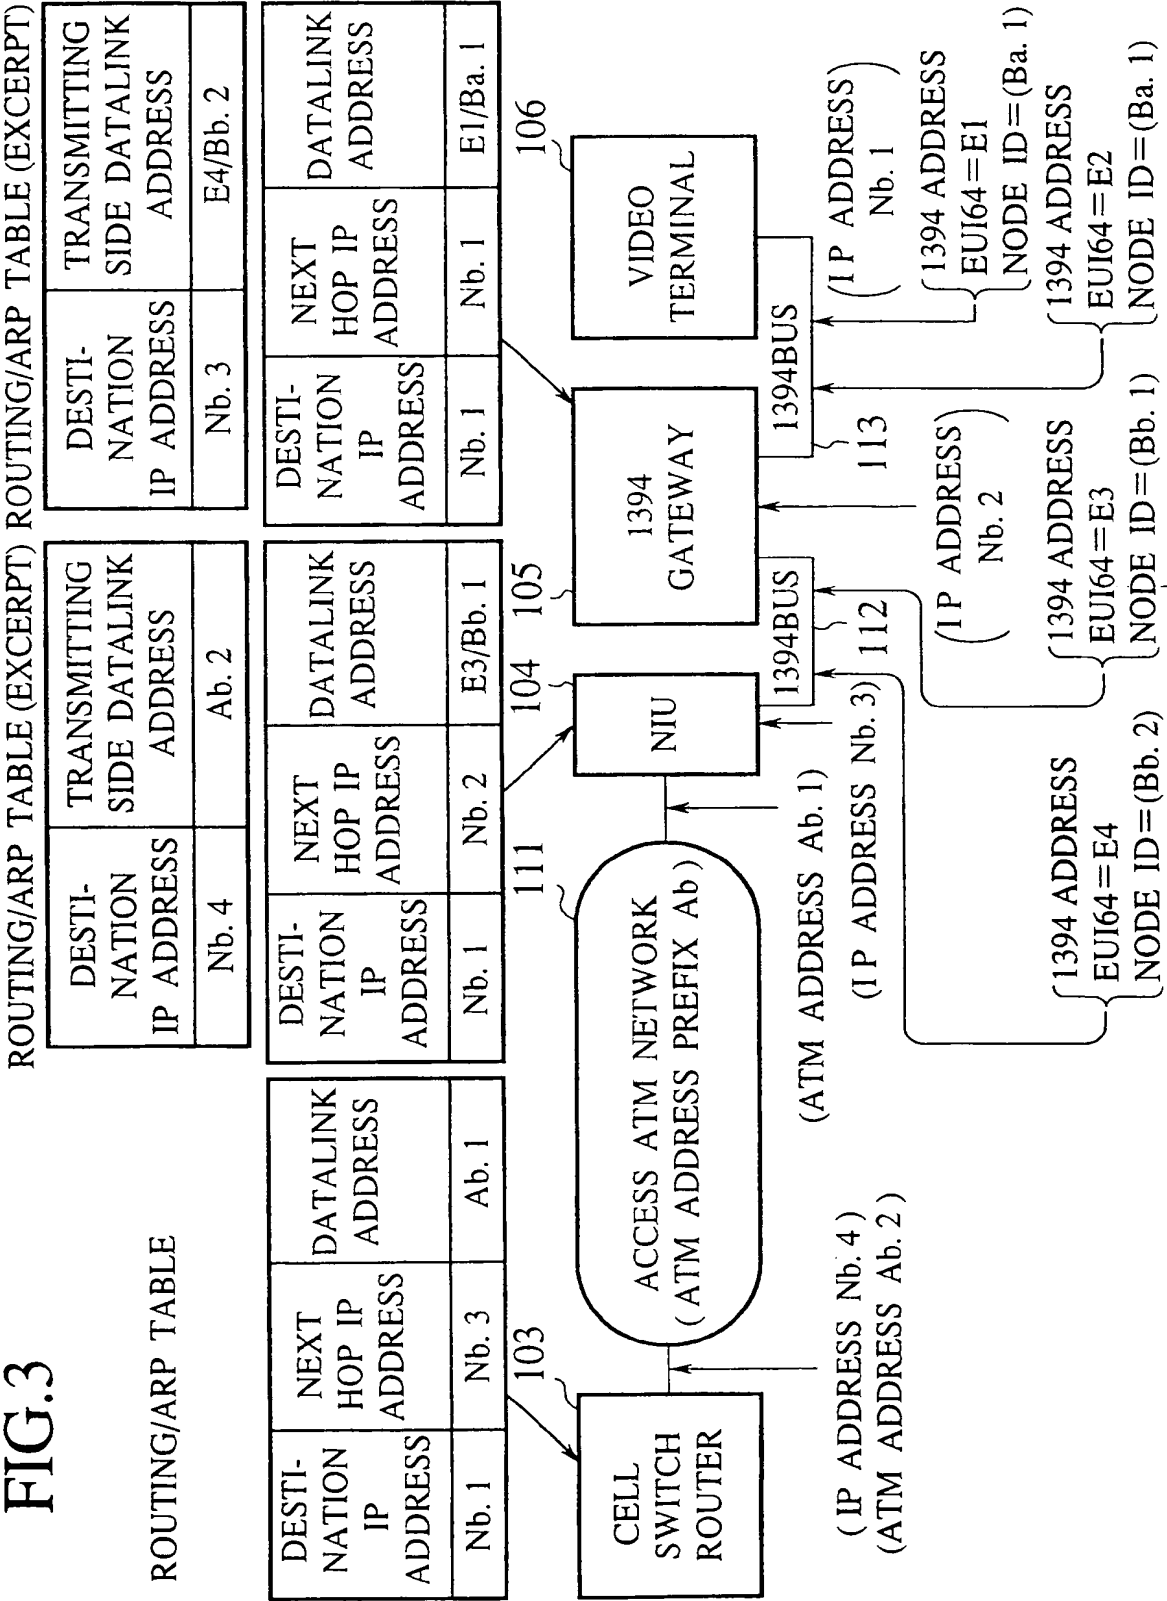 FIG.3
ROUTING/ARP TABLE
DESTI-
NATION
IP
ADDRESS
NEXT
HOP IP
ADDRESS
DATALINK
ADDRESS
Nb. 1
Nb. 3
Ab. 1
ROUTING/ARP TABLE (EXCERPT)
DESTI-
NATION
IP ADDRESS
TRANSMITTING
SIDE DATALINK
ADDRESS
Nb. 4
Ab. 2
DESTI-
NATION
IP
ADDRESS
NEXT
HOP IP
ADDRESS
DATALINK
ADDRESS
Nb. 1
Nb. 2
E3/Bb. 1
ROUTING/ARP TABLE (EXCERPT)
DESTI-
NATION
IP ADDRESS
TRANSMITTING
SIDE DATALINK
ADDRESS
Nb. 3
E4/Bb. 2
DESTI-
NATION
IP
ADDRESS
NEXT
HOP IP
ADDRESS
DATALINK
ADDRESS
Nb. 1
Nb. 1
E1/Ba. 1
103
CELL
SWITCH
ROUTER
111
ACCESS ATM NETWORK
(ATM ADDRESS PREFIX Ab)
104
NIU
105
1394
GATEWAY
106
VIDEO
TERMINAL
1394BUS
112
1394BUS
113
(IP ADDRESS Nb. 4)
(ATM ADDRESS Ab. 2)
(ATM ADDRESS Ab. 1)
(IP ADDRESS Nb. 3)
(IP ADDRESS
Nb. 2)
(IP ADDRESS
Nb. 1)
1394 ADDRESS
EUI64=E1
NODE ID=(Ba. 1)
1394 ADDRESS
EUI64=E2
NODE ID=(Ba. 1)
1394 ADDRESS
EUI64=E3
NODE ID=(Bb. 1)
1394 ADDRESS
EUI64=E4
NODE ID=(Bb. 2)